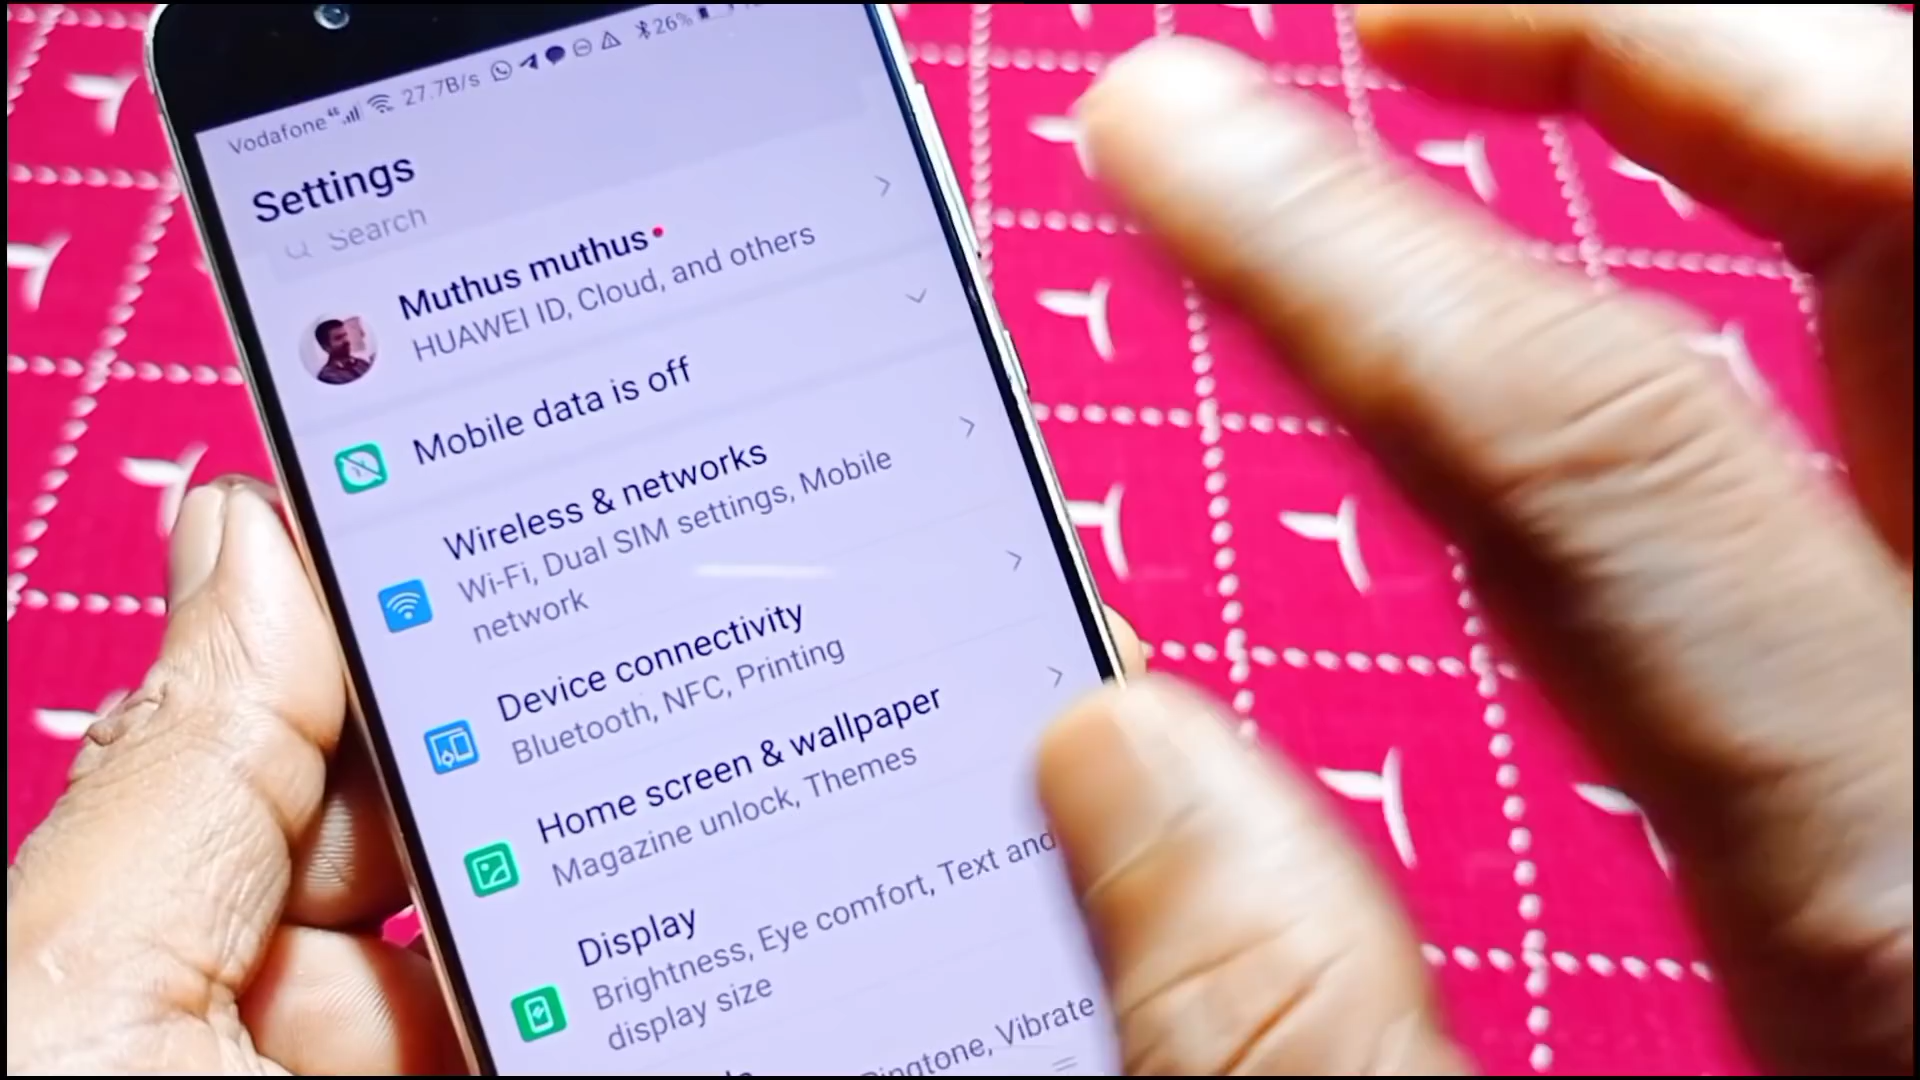 Vodafone 4G 27.7B/s 26%
Settings
Search
Muthus muthus
HUAWEI ID, Cloud, and others
Mobile data is off
Wireless & networks
Wi-Fi, Dual SIM settings, Mobile
network
Device connectivity
Bluetooth, NFC, Printing
Home screen & wallpaper
Magazine unlock, Themes
Display
Brightness, Eye comfort, Text and
display size
Ringtone, Vibrate